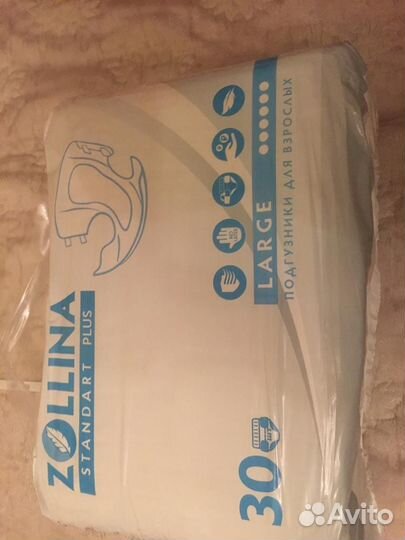 ZOLLINA
STANDART PLUS
LARGE
ПОДГУЗНИКИ ДЛЯ ВЗРОСЛЫХ
30
Avito